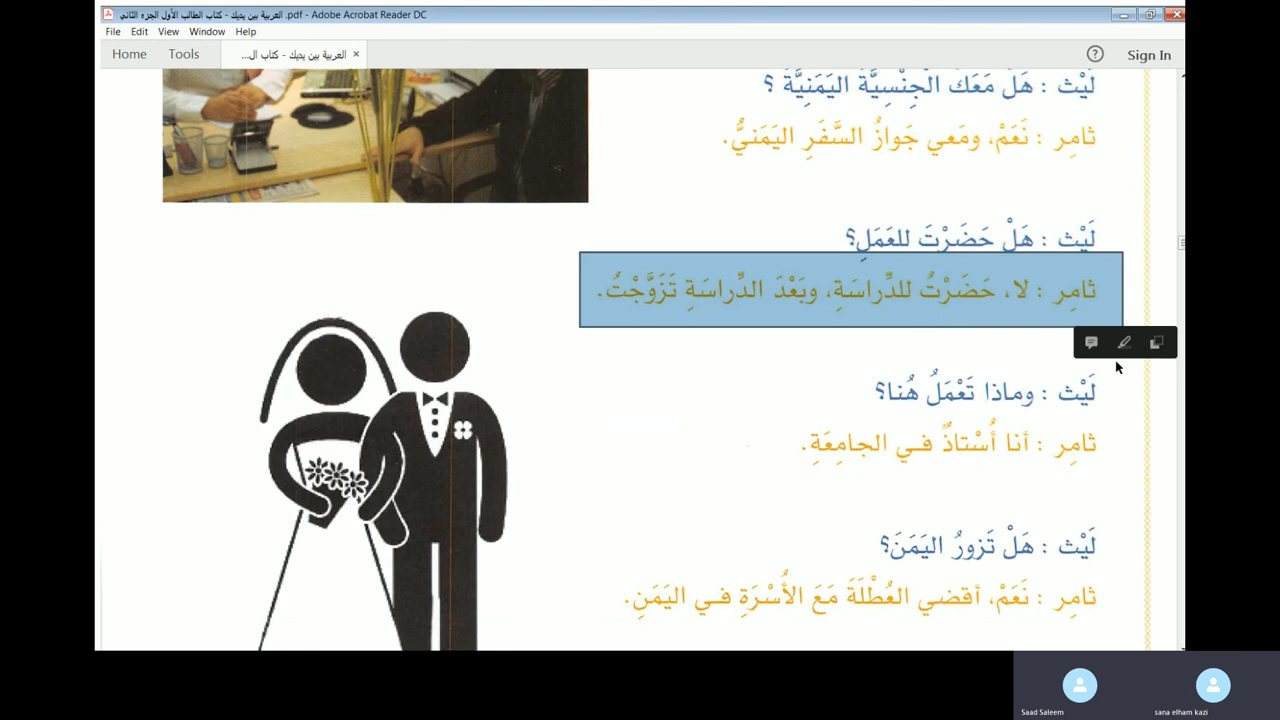 العربية بين يديك - كتاب الطالب الأول الجزء الثاني .pdf - Adobe Acrobat Reader DC
File Edit View Window Help
Home Tools العربية بين يديك - كتاب ال... × ? Sign In
لَيْث : هَلْ مَعَكَ الْجِنْسِيَّةَ اليَمَنِيَّةَ ؟
ثامِر : نَعَمْ، ومَعي جَوازُ السَّفَرِ اليَمَنيُّ.
لَيْث : هَلْ حَضَرْتَ للعَمَلِ؟
ثامِر : لا، حَضَرْتُ للدِّراسَةِ، وبَعْدَ الدِّراسَةِ تَزَوَّجْتُ.
لَيْث : وماذا تَعْمَلُ هُنا؟
ثامِر : أنا أُسْتاذٌ في الجامِعَةِ.
لَيْث : هَلْ تَزورُ اليَمَنَ؟
ثامِر : نَعَمْ، أقضي العُطْلَةَ مَعَ الأُسْرَةِ في اليَمَنِ.
Saad Saleem
sana elham kazi